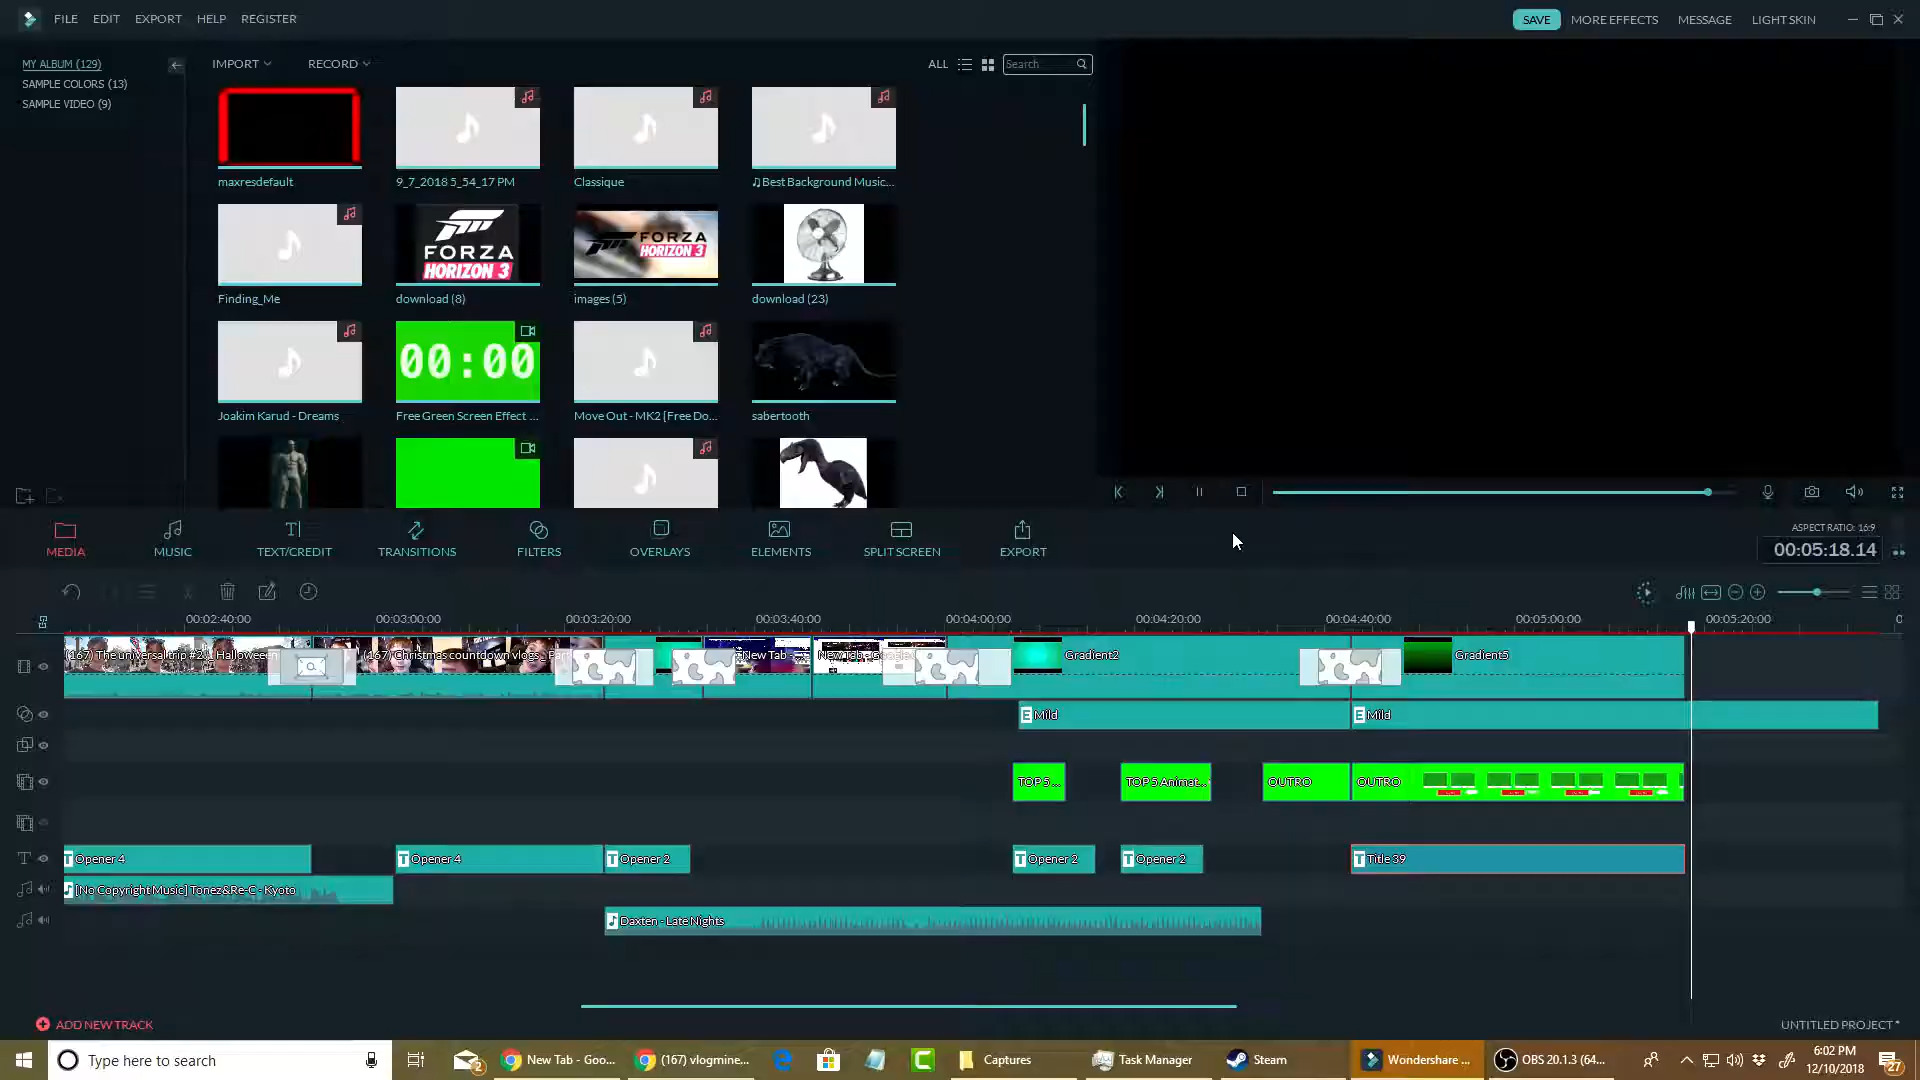 FILE EDIT EXPORT HELP REGISTER
SAVE MORE EFFECTS MESSAGE LIGHT SKIN
MY ALBUM (129)
SAMPLE COLORS (13)
SAMPLE VIDEO (9)
IMPORT RECORD ALL Search
maxresdefault 9_7_2018 5_54_17 PM Classique ♫Best Background Music...
FORZA
HORIZON 3
FORZA
HORIZON 3
Finding_Me download (8) images (5) download (23)
00:00
Joakim Karud - Dreams Free Green Screen Effect ... Move Out - MK2 [Free Do... sabertooth
MEDIA MUSIC TEXT/CREDIT TRANSITIONS FILTERS OVERLAYS ELEMENTS SPLIT SCREEN EXPORT
ASPECT RATIO: 16:9
00:05:18.14
00:02:40:00 00:03:00:00 00:03:20:00 00:03:40:00 00:04:00:00 00:04:20:00 00:04:40:00 00:05:00:00 00:05:20:00 0
(167) The universal trip #2 | Halloween (167) Christmas countdown vlogs - Part New Tab - Gradient2 Gradient5
Mild Mild
TOP 5... TOP 5 Animat... OUTRO OUTRO
Opener 4 Opener 4 Opener 2 Opener 2 Opener 2 Title 39
[No Copyright Music] Tonez&Re-C - Kyoto
Daxten - Late Nights
ADD NEW TRACK
UNTITLED PROJECT *
Type here to search 2 New Tab - Goo... (167) vlogmine... Captures Task Manager Steam Wondershare ... OBS 20.1.3 (64... 6:02 PM
12/10/2018 27